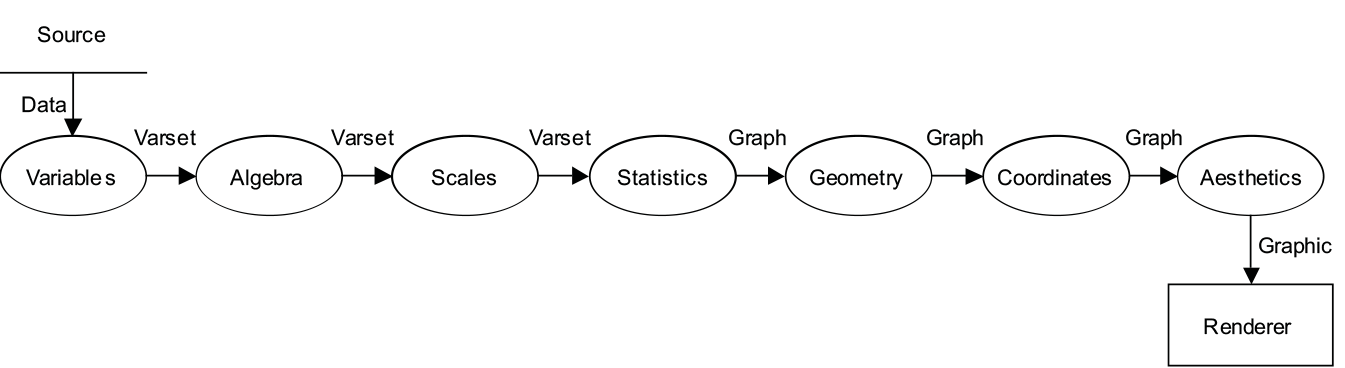 Source
Data
Varset
Varset
Varset
Graph
Graph
Graph
Variables
Algebra
Scales
Statistics
Geometry
Coordinates
Aesthetics
Graphic
Renderer